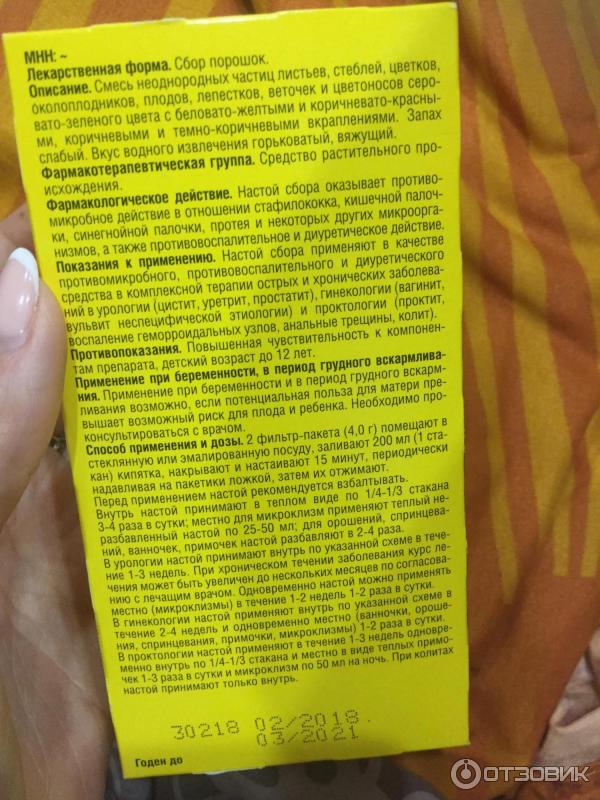 МНН: ~
Лекарственная форма. Сбор порошок.
Описание. Смесь неоднородных частиц листьев, стеблей, цветков,
околоплодников, плодов, лепестков, веточек и цветоносов серо-
вато-зеленого цвета с беловато-желтыми и коричневато-красны-
ми, коричневыми и темно-коричневыми вкраплениями. Запах
слабый. Вкус водного извлечения горьковатый, вяжущий.
Фармакотерапевтическая группа. Средство растительного про-
исхождения.
Фармакологическое действие. Настой сбора оказывает противо-
микробное действие в отношении стафилококка, кишечной палоч-
ки, синегнойной палочки, протея и некоторых других микроорга-
низмов, а также противовоспалительное и диуретическое действие.
Показания к применению. Настой сбора применяют в качестве
противомикробного, противовоспалительного и диуретического
средства в комплексной терапии острых и хронических заболева-
ний в урологии (цистит, уретрит, простатит), гинекологии (вагинит,
вульвит неспецифической этиологии) и проктологии (проктит,
воспаление геморроидальных узлов, анальные трещины, колит).
Противопоказания. Повышенная чувствительность к компонен-
там препарата, детский возраст до 12 лет.
Применение при беременности, в период грудного вскармлива-
ния. Применение при беременности и в период грудного вскарм-
ливания возможно, если потенциальная польза для матери пре-
вышает возможный риск для плода и ребенка. Необходимо про-
консультироваться с врачом.
Способ применения и дозы. 2 фильтр-пакета (4,0 г) помещают в
стеклянную или эмалированную посуду, заливают 200 мл (1 ста-
кан) кипятка, накрывают и настаивают 15 минут, периодически
надавливая на пакетики ложкой, затем их отжимают.
Перед применением настой рекомендуется взбалтывать.
Внутрь настой принимают в теплом виде по 1/4-1/3 стакана
3-4 раза в сутки; местно для микроклизм применяют теплый не-
разбавленный настой по 25-50 мл; для орошений, спринцева-
ний, ванночек, примочек настой разбавляют в 2-4 раза.
В урологии настой принимают внутрь по указанной схеме в тече-
ние 1-3 недель. При хроническом течении заболевания курс ле-
чения может быть увеличен до нескольких месяцев по согласова-
нию с лечащим врачом. Одновременно настой можно применять
местно (микроклизмы) в течение 1-2 недель 1-2 раза в сутки.
В гинекологии настой применяют внутрь по указанной схеме в
течение 2-4 недель и одновременно местно (ванночки, ороше-
ния, спринцевания, примочки, микроклизмы) 1-2 раза в сутки.
В проктологии настой применяют в течение 1-3 недель одновре-
менно внутрь по 1/4-1/3 стакана и местно в виде теплых примо-
чек 1-3 раза в сутки и микроклизм по 50 мл на ночь. При колитах
настой принимают только внутрь.
30218 02/2018.
03/2021
Годен до
ОТЗОВИК